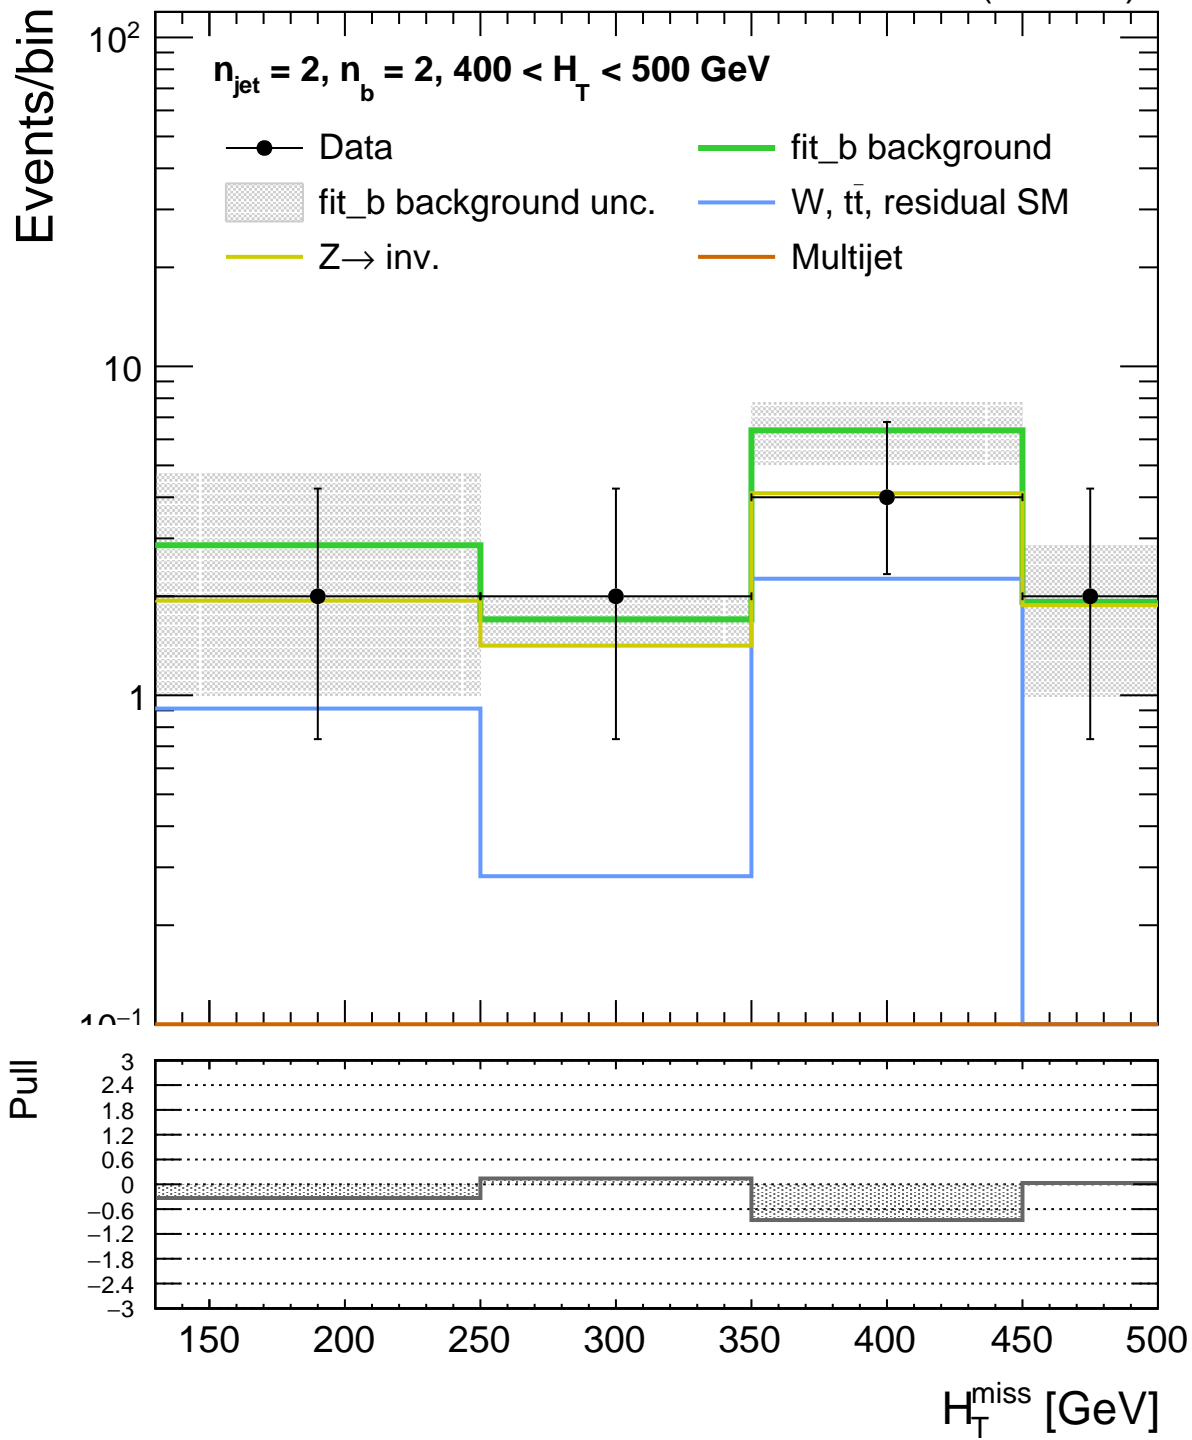 Events/bin
10²
n_jet = 2, n_b = 2, 400 < H_T < 500 GeV
Data
fit_b background
fit_b background unc.
W, tt̄, residual SM
Z→ inv.
Multijet
10
1
10⁻¹
Pull
3
2.4
1.8
1.2
0.6
0
−0.6
−1.2
−1.8
−2.4
−3
150 200 250 300 350 400 450 500
H_T^miss [GeV]